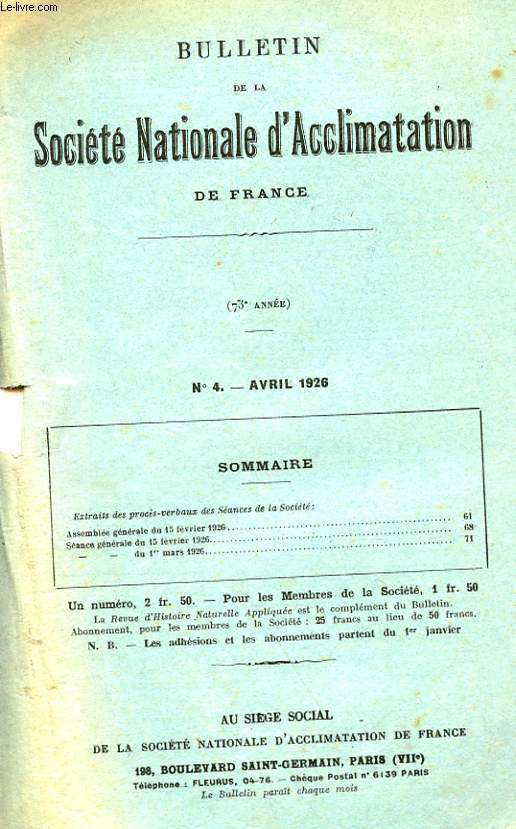 Le-livre.com
BULLETIN
DE LA
Société Nationale d'Acclimatation
DE FRANCE
(73e ANNÉE)
N° 4. — AVRIL 1926
SOMMAIRE
Extraits des procès-verbaux des Séances de la Société:
Assemblée générale du 15 février 1926 61
Séance générale du 15 février 1926 68
— — du 1er mars 1926 71
Un numéro, 2 fr. 50. — Pour les Membres de la Société, 1 fr. 50
La Revue d'Histoire Naturelle Appliquée est le complément du Bulletin.
Abonnement, pour les membres de la Société : 25 francs au lieu de 50 francs.
N. B. — Les adhésions et les abonnements partent du 1er janvier
AU SIÈGE SOCIAL
DE LA SOCIÉTÉ NATIONALE D'ACCLIMATATION DE FRANCE
198, BOULEVARD SAINT-GERMAIN, PARIS (VIIe)
Téléphone : FLEURUS, 04-76. — Chèque Postal n° 6139 PARIS
Le Bulletin paraît chaque mois